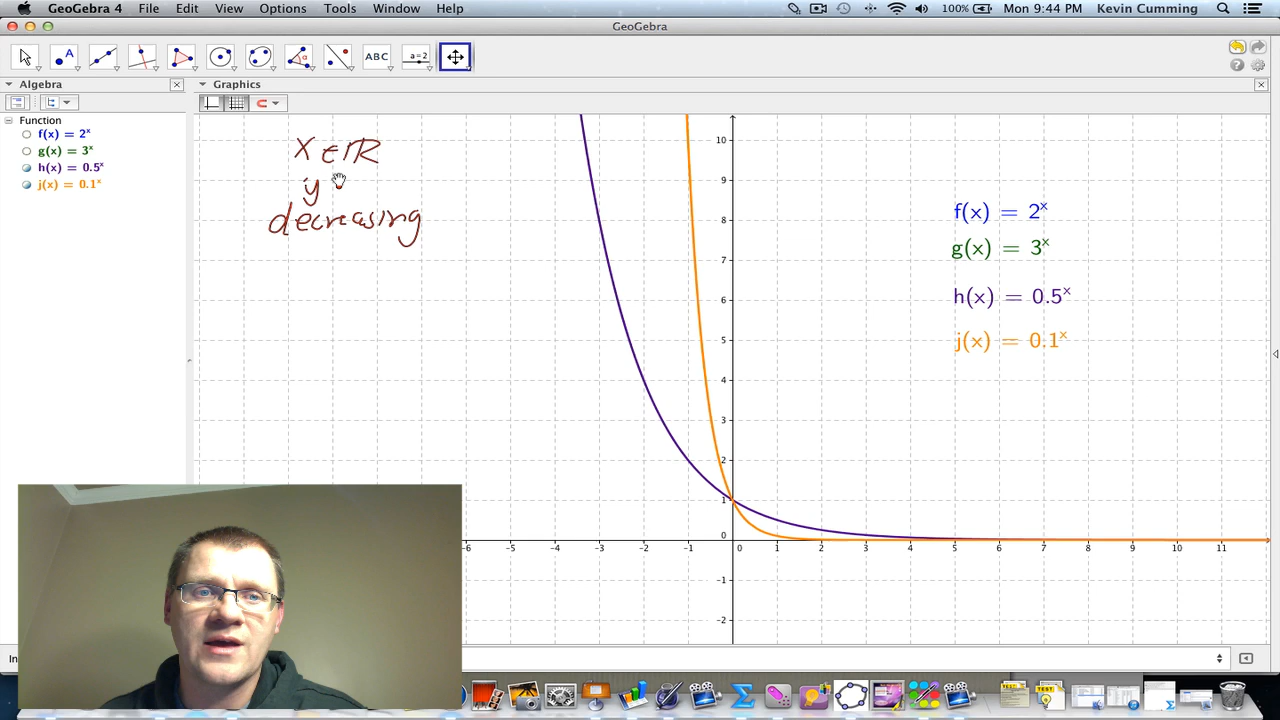 GeoGebra 4 File Edit View Options Tools Window Help 100% Mon 9:44 PM Kevin Cumming
GeoGebra
ABC a=2
Algebra Graphics
Function
f(x) = 2ˣ
g(x) = 3ˣ
h(x) = 0.5ˣ
j(x) = 0.1ˣ
x ∈ ℝ
y
decreasing
f(x) = 2ˣ
g(x) = 3ˣ
h(x) = 0.5ˣ
j(x) = 0.1ˣ
10
9
8
7
6
5
4
3
2
1
0
-6 -5 -4 -3 -2 -1 0 1 2 3 4 5 6 7 8 9 10 11
-1
-2
In